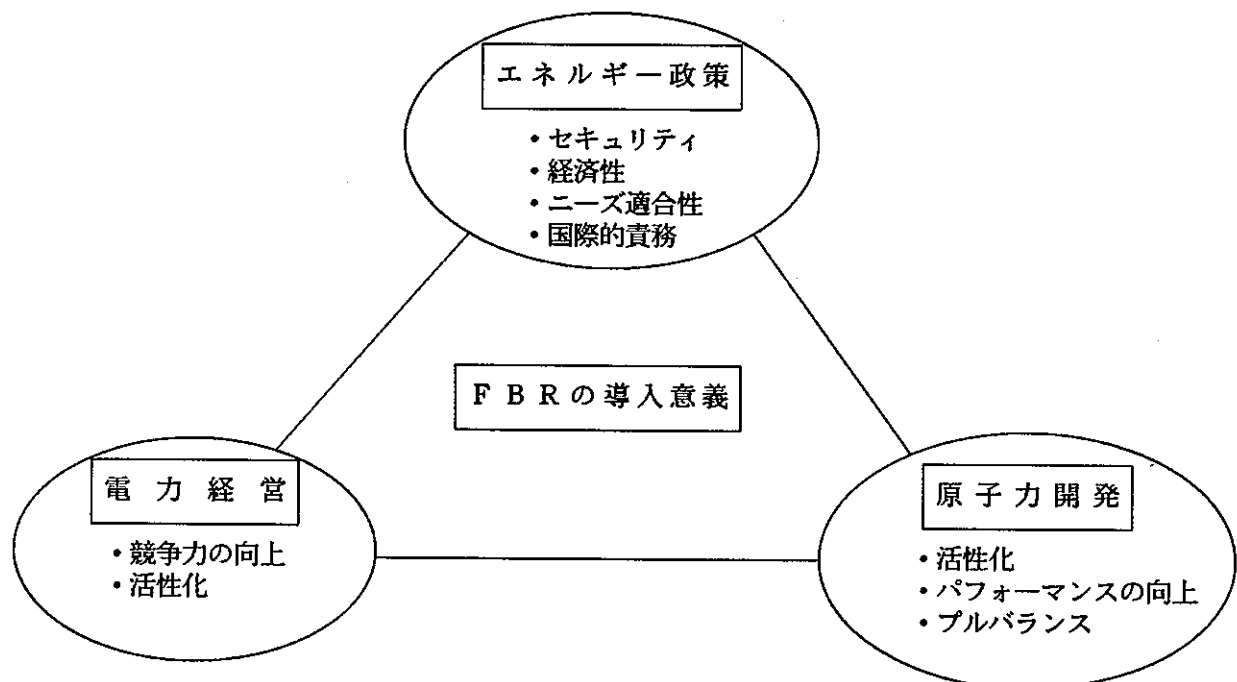 エネルギー政策
・セキュリティ
・経済性
・ニーズ適合性
・国際的責務
FBRの導入意義
電力経営
・競争力の向上
・活性化
原子力開発
・活性化
・パフォーマンスの向上
・プルバランス